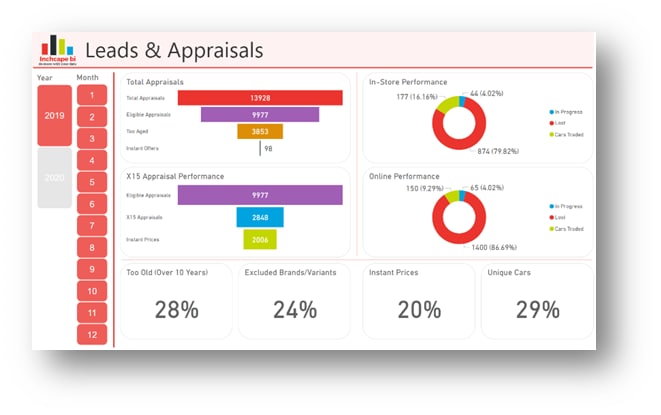 Inchcape bi
Leads & Appraisals
Year
Month
2019
2020
1
2
3
4
5
6
7
8
9
10
11
12
Total Appraisals
Total Appraisals
13928
Eligible Appraisals
9977
Too Aged
3853
Instant Offers
98
In-Store Performance
177 (16.16%)
44 (4.02%)
874 (79.82%)
In Progress
Lost
Cars Traded
X15 Appraisal Performance
Eligible Appraisals
9977
X15 Appraisals
2848
Instant Prices
2006
Online Performance
150 (9.29%)
65 (4.02%)
1400 (86.69%)
In Progress
Lost
Cars Traded
Too Old (Over 10 Years)
28%
Excluded Brands/Variants
24%
Instant Prices
20%
Unique Cars
29%